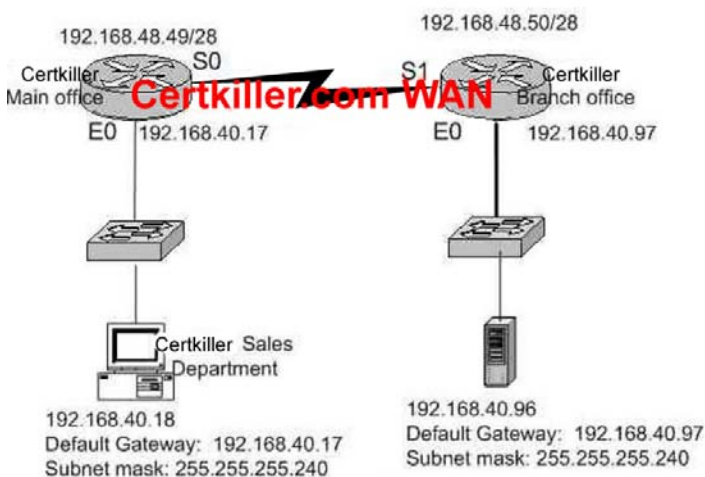 192.168.48.49/28
192.168.48.50/28
S0
S1
Certkiller
Main office
Certkiller.com WAN
Certkiller
Branch office
E0
192.168.40.17
E0
192.168.40.97
Certkiller Sales
Department
192.168.40.18
Default Gateway: 192.168.40.17
Subnet mask: 255.255.255.240
192.168.40.96
Default Gateway: 192.168.40.97
Subnet mask: 255.255.255.240